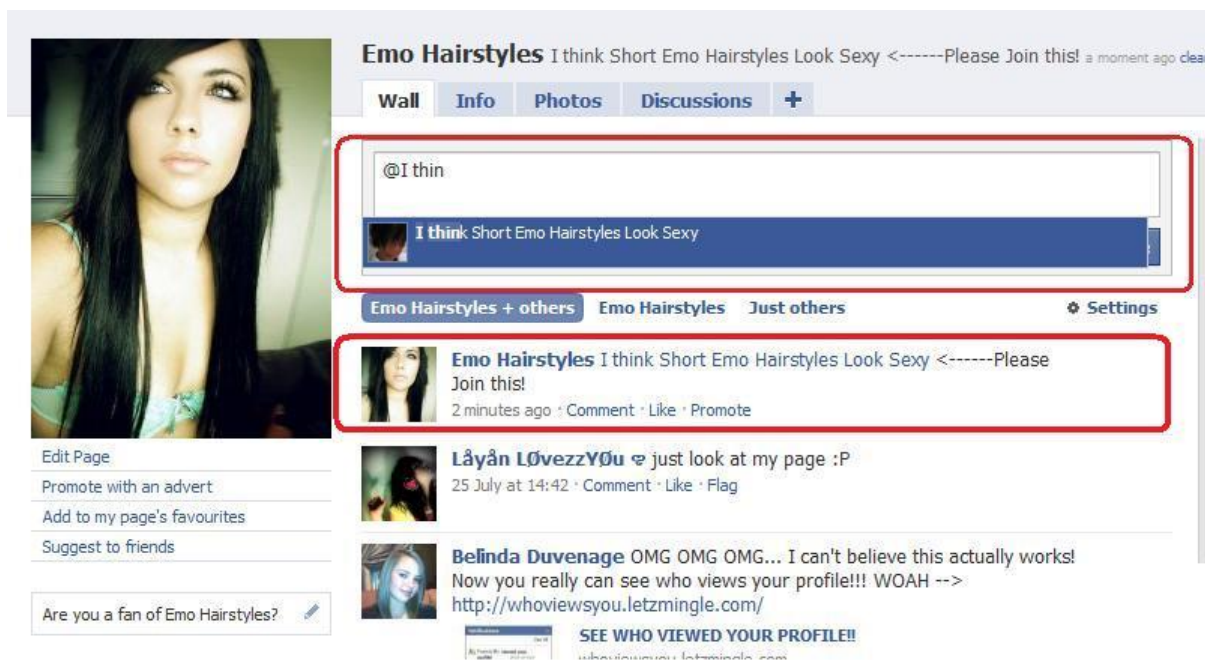 Emo Hairstyles I think Short Emo Hairstyles Look Sexy <------Please Join this! a moment ago clea
Wall Info Photos Discussions +
@I thin
I think Short Emo Hairstyles Look Sexy
Emo Hairstyles + others Emo Hairstyles Just others Settings
Emo Hairstyles I think Short Emo Hairstyles Look Sexy <------Please
Join this!
2 minutes ago · Comment · Like · Promote
Edit Page
Promote with an advert
Add to my page's favourites
Suggest to friends
Are you a fan of Emo Hairstyles?
Låyån LØvezzYØu just look at my page :P
25 July at 14:42 · Comment · Like · Flag
Belinda Duvenage OMG OMG OMG... I can't believe this actually works!
Now you really can see who views your profile!!! WOAH -->
http://whoviewsyou.letzmingle.com/
SEE WHO VIEWED YOUR PROFILE!!
whoviewsyou.letzmingle.com